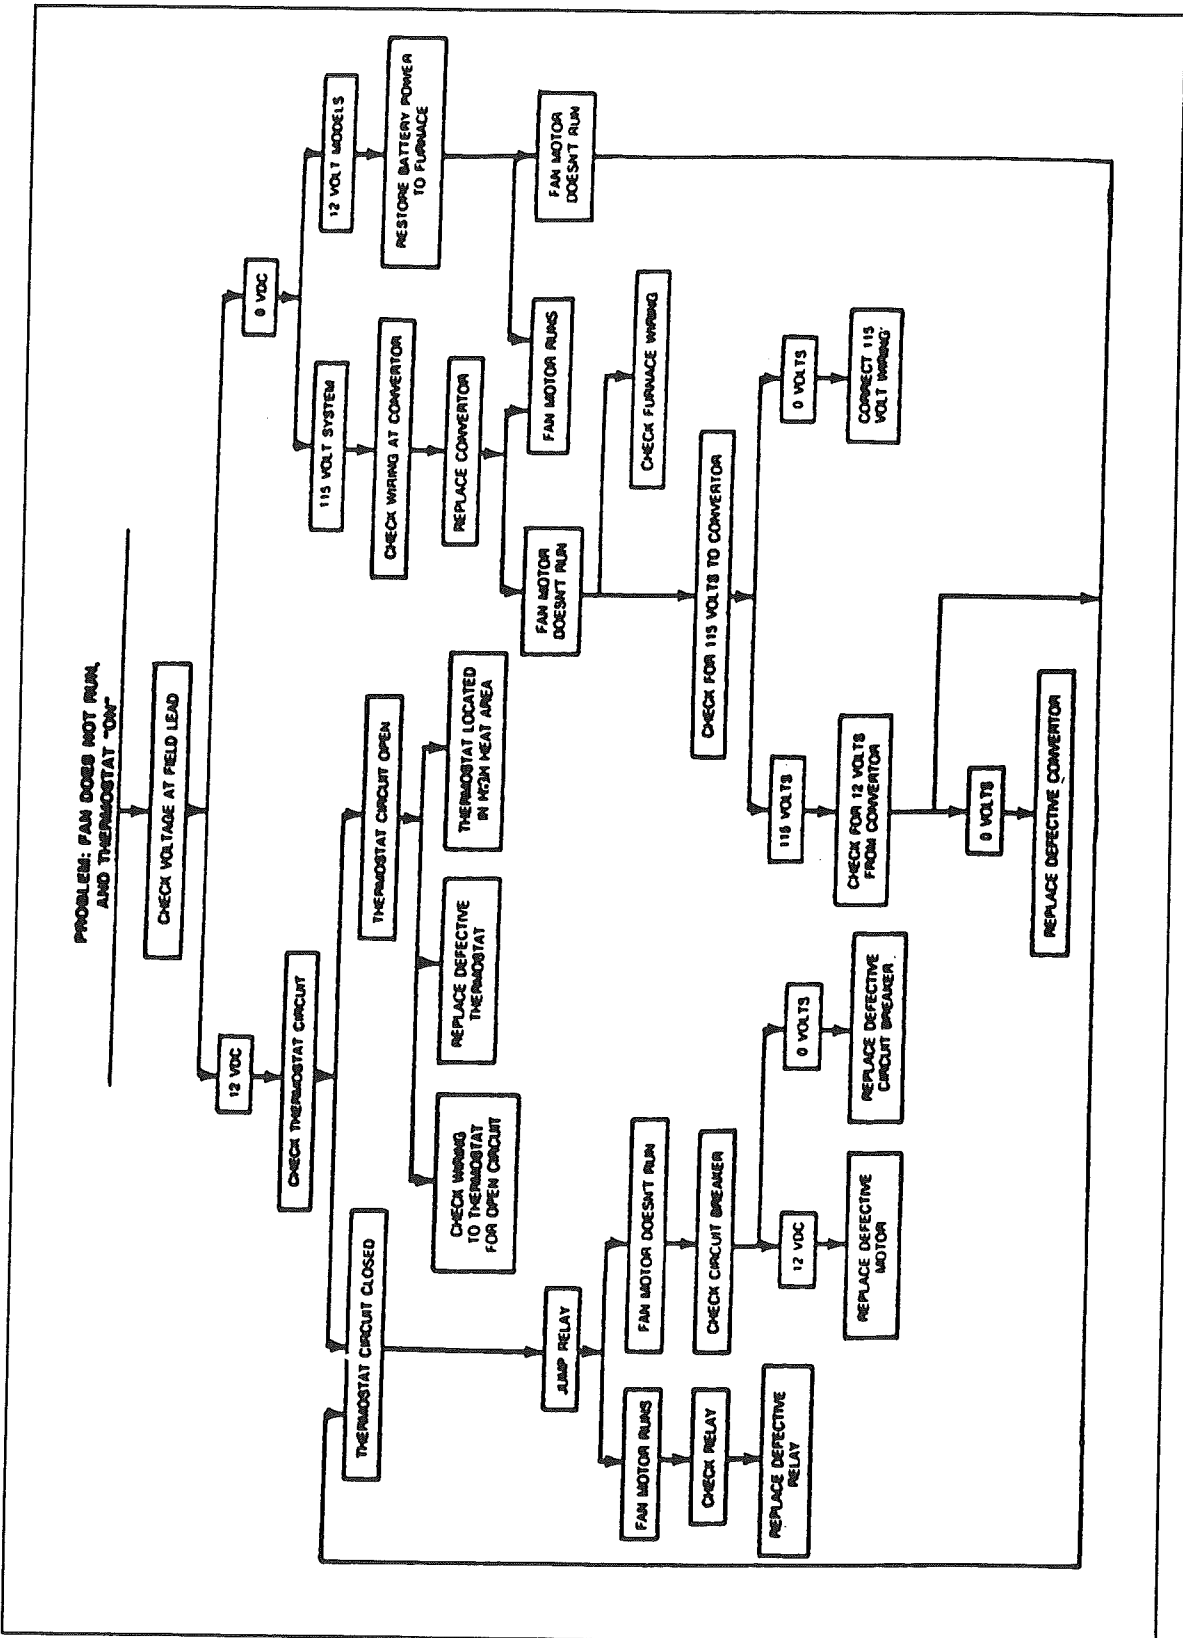 PROBLEM: FAN DOES NOT RUN,
AND THERMOSTAT "ON"
CHECK VOLTAGE AT FIELD LEAD
12 VDC
0 VDC
CHECK THERMOSTAT CIRCUIT
115 VOLT SYSTEM
12 VOLT MODELS
THERMOSTAT CIRCUIT CLOSED
THERMOSTAT CIRCUIT OPEN
CHECK WIRING AT CONVERTOR
RESTORE BATTERY POWER
TO FURNACE
CHECK WIRING
TO THERMOSTAT
FOR OPEN CIRCUIT
REPLACE DEFECTIVE
THERMOSTAT
THERMOSTAT LOCATED
IN HIGH HEAT AREA
REPLACE CONVERTOR
JUMP RELAY
FAN MOTOR
DOESN'T RUN
FAN MOTOR RUNS
FAN MOTOR
DOESN'T RUN
FAN MOTOR RUNS
FAN MOTOR DOESN'T RUN
CHECK FURNACE WIRING
CHECK RELAY
CHECK CIRCUIT BREAKER
CHECK FOR 115 VOLTS TO CONVERTOR
REPLACE DEFECTIVE
RELAY
12 VDC
0 VOLTS
115 VOLTS
0 VOLTS
REPLACE DEFECTIVE
MOTOR
REPLACE DEFECTIVE
CIRCUIT BREAKER
CHECK FOR 12 VOLTS
FROM CONVERTOR
CORRECT 115
VOLT WIRING
0 VOLTS
REPLACE DEFECTIVE CONVERTOR